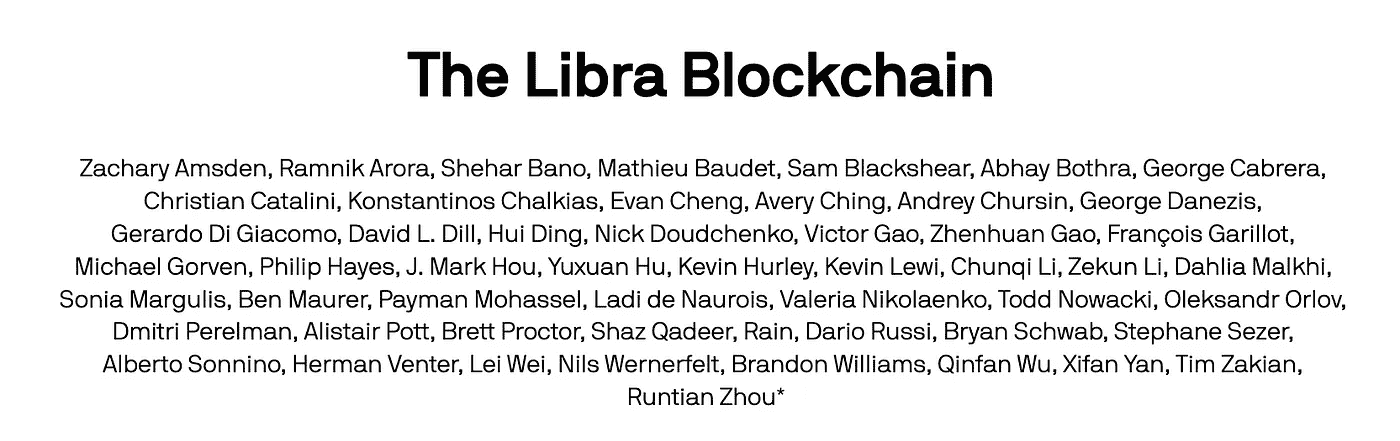 The Libra Blockchain
Zachary Amsden, Ramnik Arora, Shehar Bano, Mathieu Baudet, Sam Blackshear, Abhay Bothra, George Cabrera,
Christian Catalini, Konstantinos Chalkias, Evan Cheng, Avery Ching, Andrey Chursin, George Danezis,
Gerardo Di Giacomo, David L. Dill, Hui Ding, Nick Doudchenko, Victor Gao, Zhenhuan Gao, François Garillot,
Michael Gorven, Philip Hayes, J. Mark Hou, Yuxuan Hu, Kevin Hurley, Kevin Lewi, Chunqi Li, Zekun Li, Dahlia Malkhi,
Sonia Margulis, Ben Maurer, Payman Mohassel, Ladi de Naurois, Valeria Nikolaenko, Todd Nowacki, Oleksandr Orlov,
Dmitri Perelman, Alistair Pott, Brett Proctor, Shaz Qadeer, Rain, Dario Russi, Bryan Schwab, Stephane Sezer,
Alberto Sonnino, Herman Venter, Lei Wei, Nils Wernerfelt, Brandon Williams, Qinfan Wu, Xifan Yan, Tim Zakian,
Runtian Zhou*